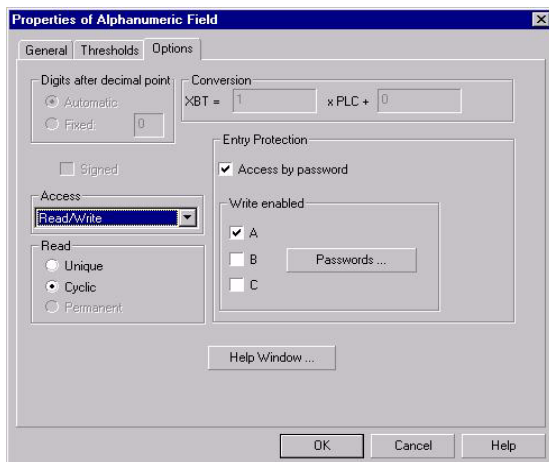 Properties of Alphanumeric Field
General Thresholds Options
Digits after decimal point
Automatic
Fixed: 0
Conversion
XBT = 1 x PLC + 0
Signed
Entry Protection
Access by password
Access
Read/Write
Write enabled
A
B
C
Passwords ...
Read
Unique
Cyclic
Permanent
Help Window ...
OK Cancel Help